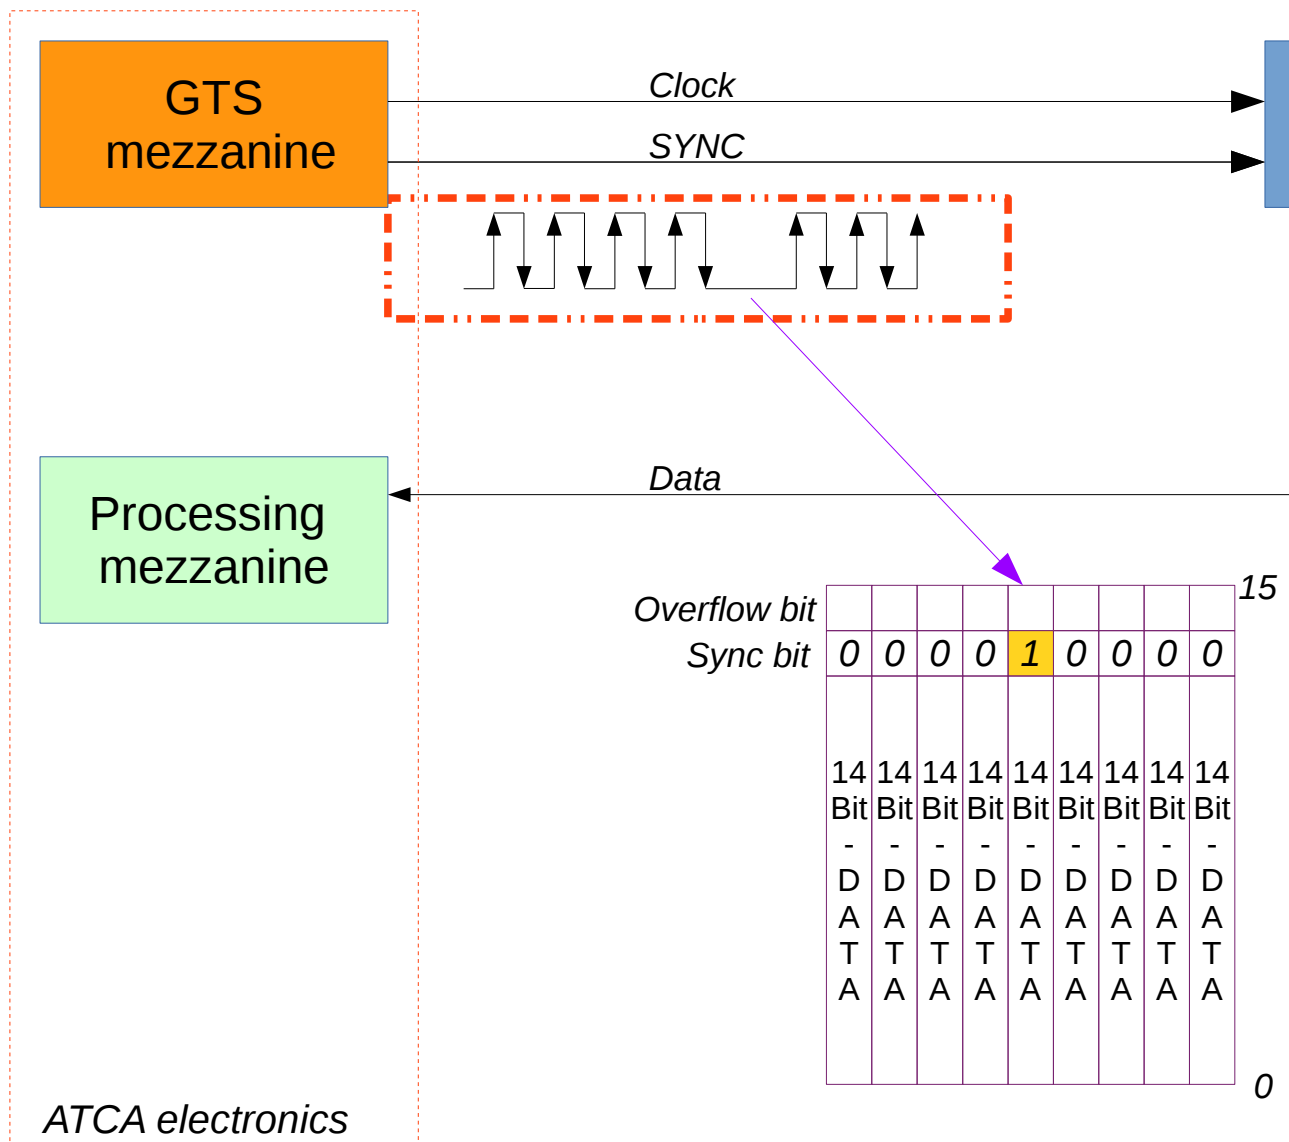 GTS
mezzanine
Clock
SYNC
Processing
mezzanine
Data
15
Overflow bit
Sync bit 0 0 0 0 1 0 0 0 0
14 14 14 14 14 14 14 14 14
Bit Bit Bit Bit Bit Bit Bit Bit Bit
- - - - - - - - -
D D D D D D D D D
A A A A A A A A A
T T T T T T T T T
A A A A A A A A A
0
ATCA electronics